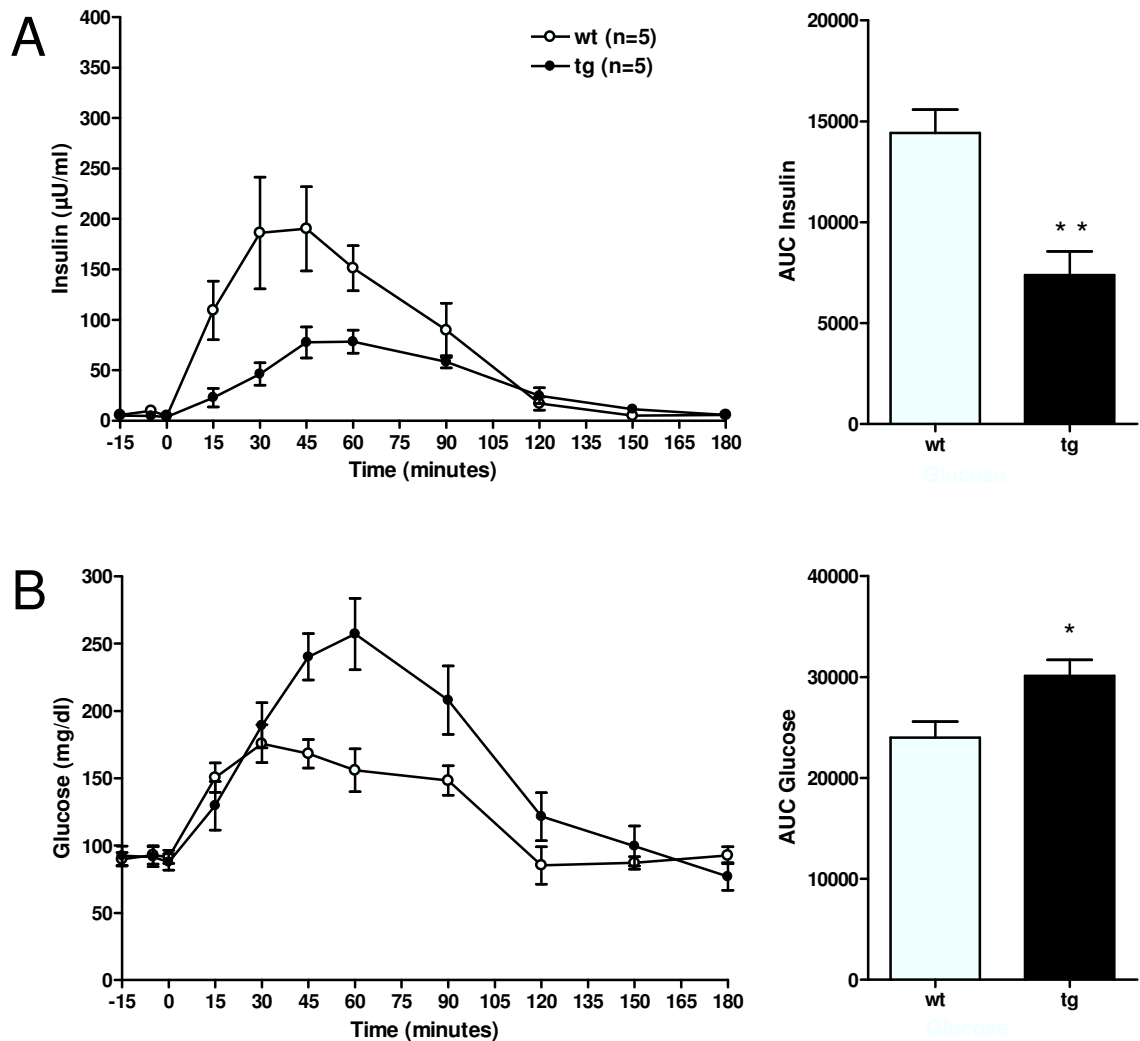 A
400
350
300
250
200
150
100
50
0
Insulin (µU/ml)
wt (n=5)
tg (n=5)
-15 0 15 30 45 60 75 90 105 120 135 150 165 180
Time (minutes)
20000
15000
10000
5000
0
AUC Insulin
* *
wt tg
Glucose
B
300
250
200
150
100
50
0
Glucose (mg/dl)
-15 0 15 30 45 60 75 90 105 120 135 150 165 180
Time (minutes)
40000
30000
20000
10000
0
AUC Glucose
*
wt tg
Glucose